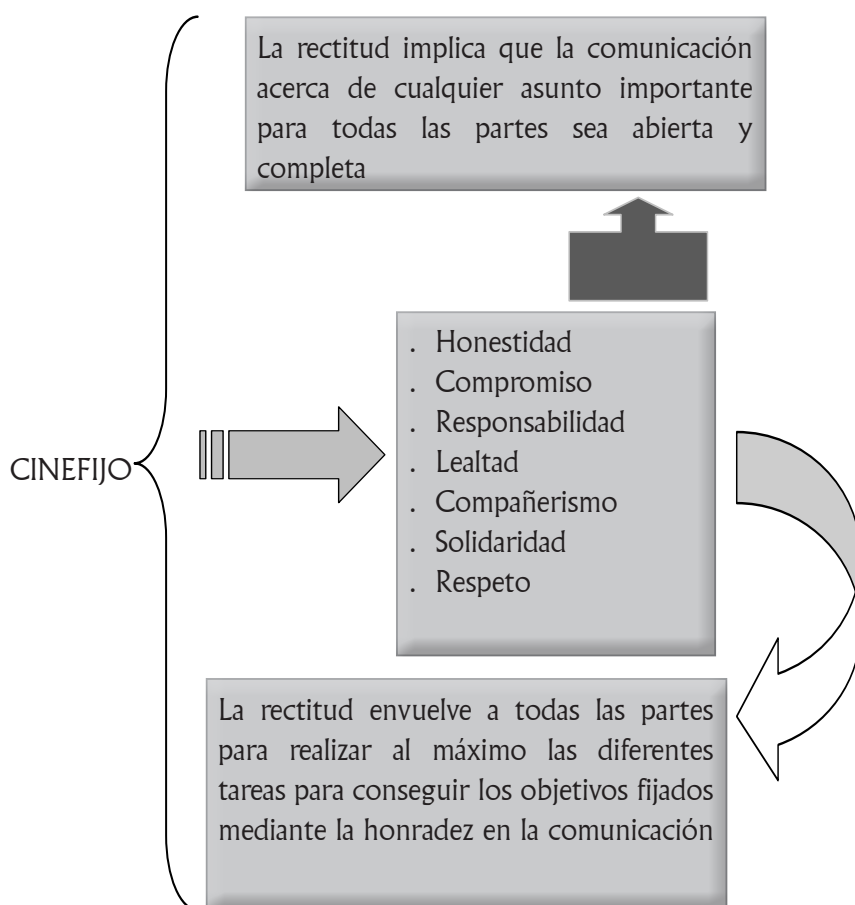 La rectitud implica que la comunicación
acerca de cualquier asunto importante
para todas las partes sea abierta y
completa
. Honestidad
. Compromiso
. Responsabilidad
. Lealtad
. Compañerismo
. Solidaridad
. Respeto
CINEFIJO
La rectitud envuelve a todas las partes
para realizar al máximo las diferentes
tareas para conseguir los objetivos fijados
mediante la honradez en la comunicación